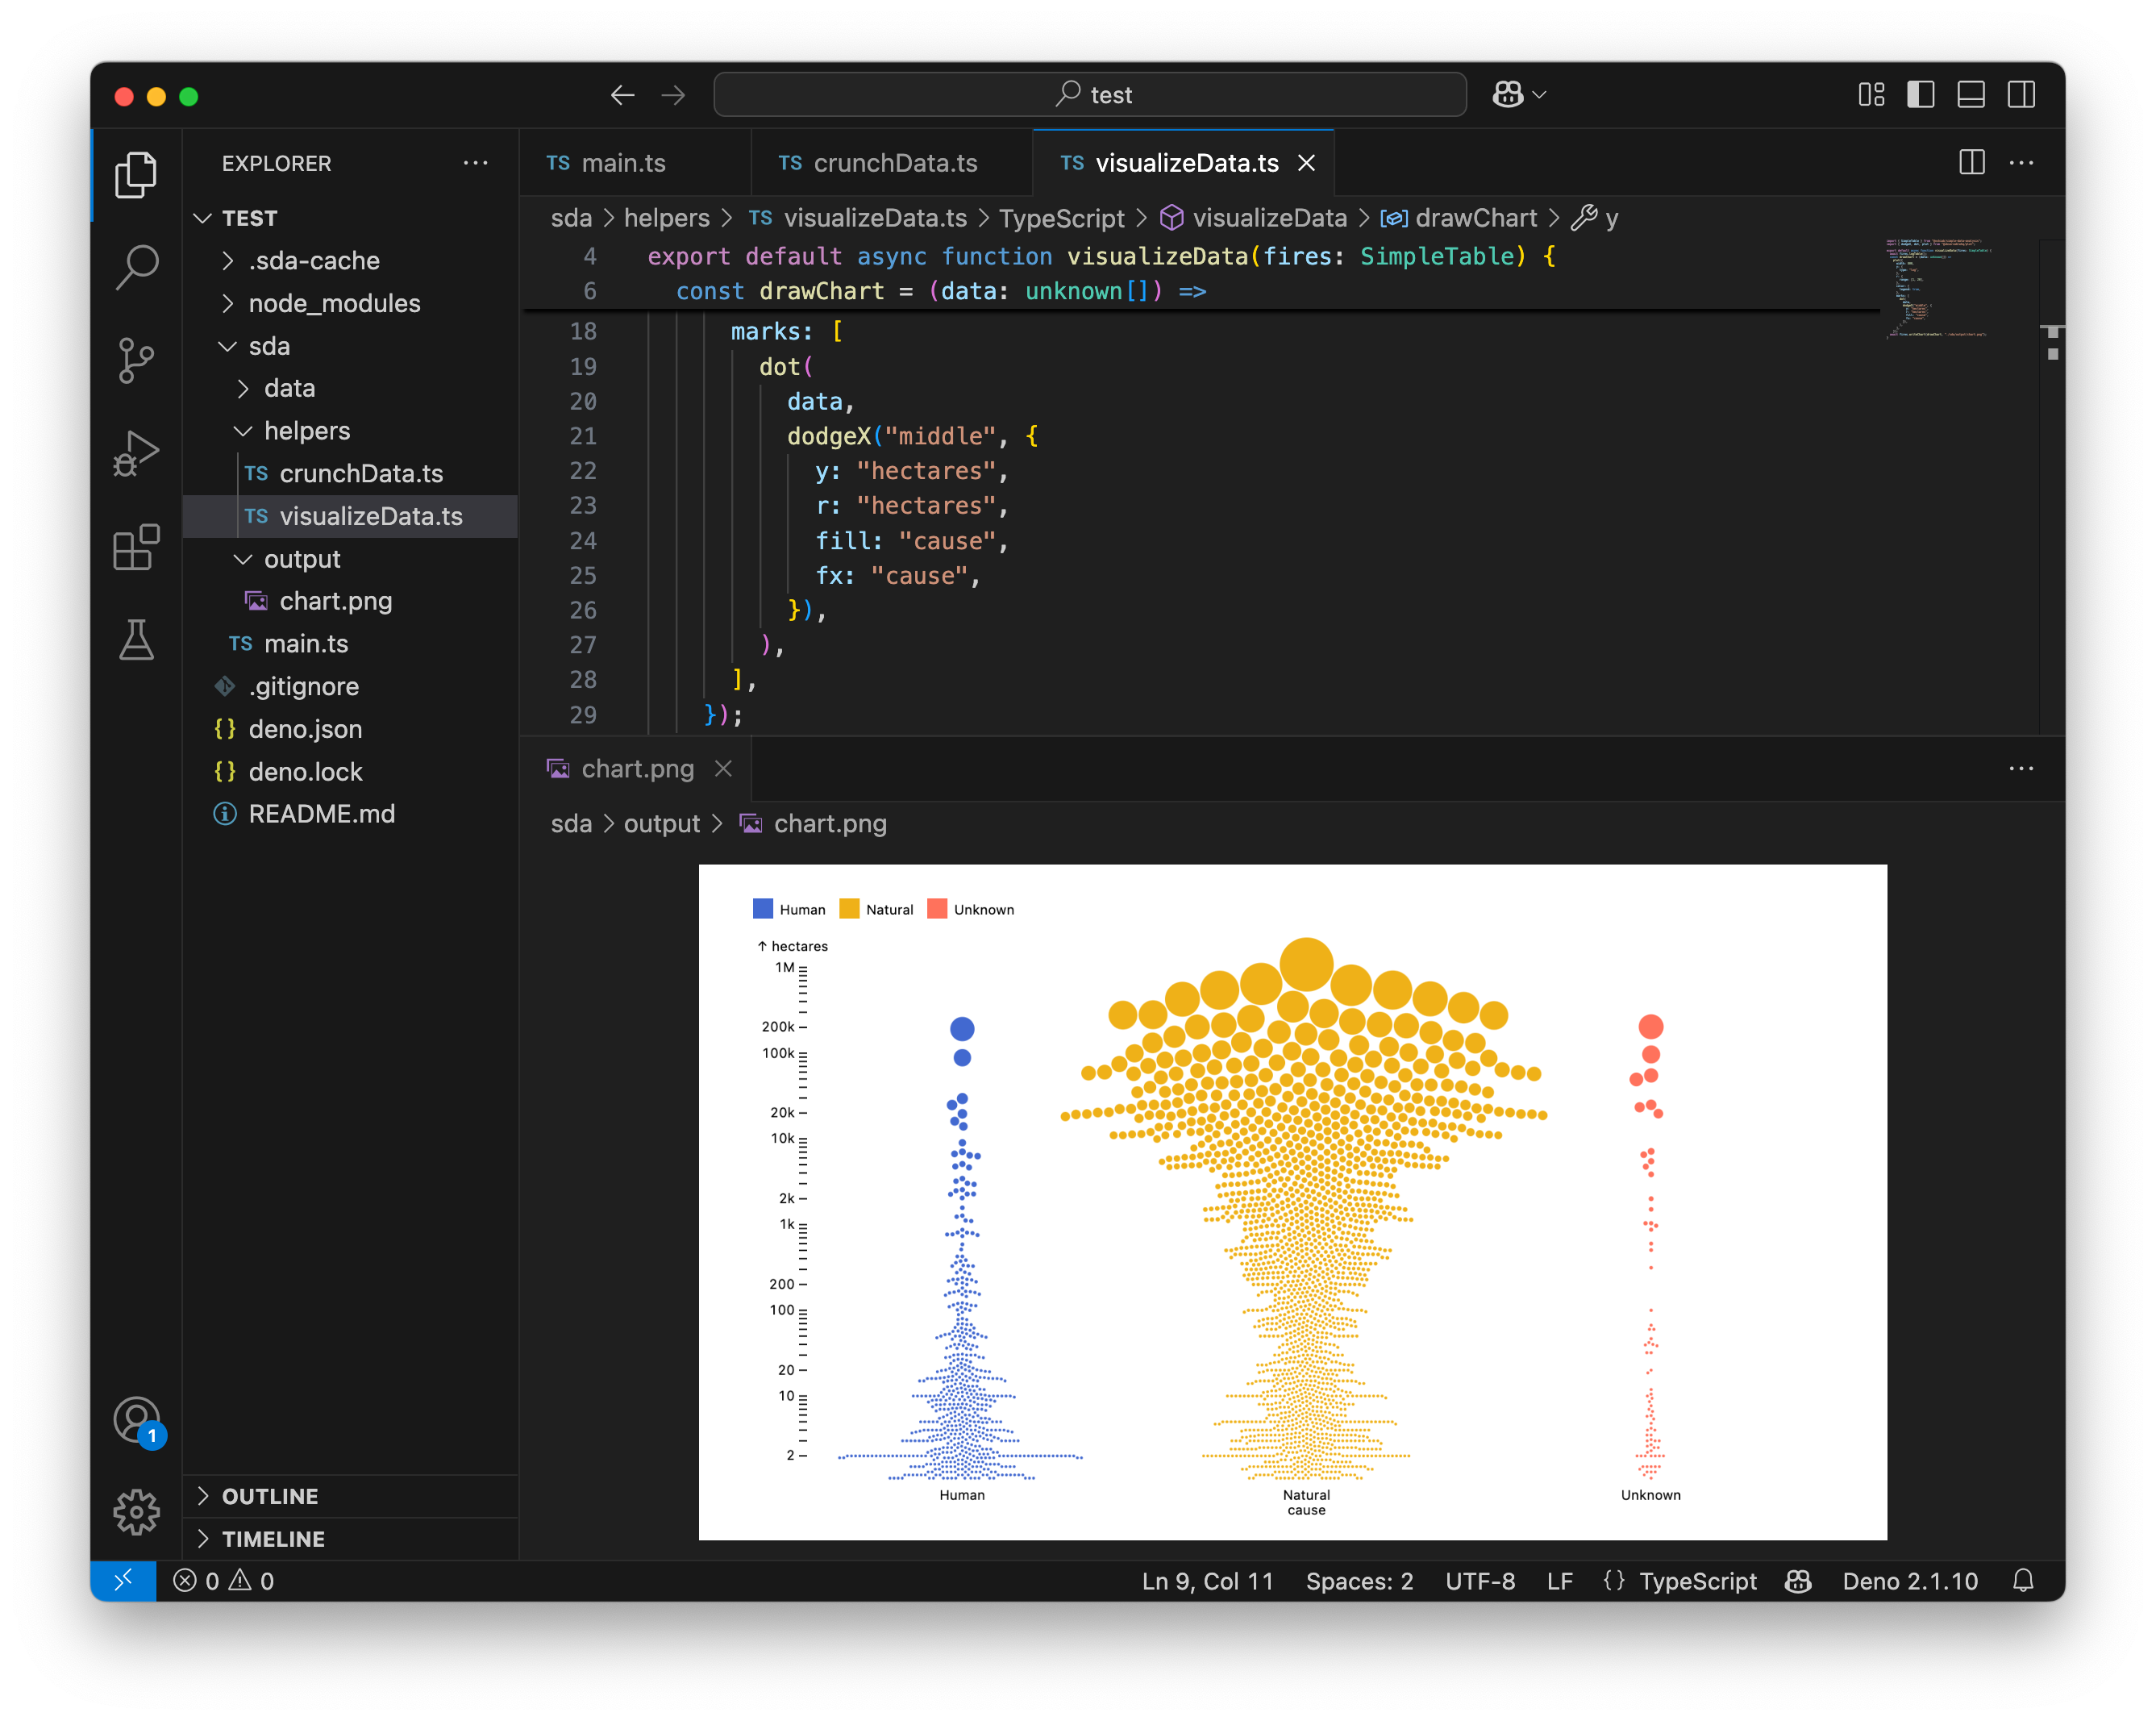 test
EXPLORER
TEST
.sda-cache
node_modules
sda
data
helpers
TS crunchData.ts
TS visualizeData.ts
output
chart.png
TS main.ts
.gitignore
{} deno.json
{} deno.lock
README.md
OUTLINE
TIMELINE
1
TS main.ts
TS crunchData.ts
TS visualizeData.ts
sda > helpers > TS visualizeData.ts > TypeScript > visualizeData > drawChart > y
4 export default async function visualizeData(fires: SimpleTable) {
6 const drawChart = (data: unknown[]) =>
18 marks: [
19 dot(
20 data,
21 dodgeX("middle", {
22 y: "hectares",
23 r: "hectares",
24 fill: "cause",
25 fx: "cause",
26 }),
27 ),
28 ],
29 });
chart.png
sda > output > chart.png
Human Natural Unknown
↑ hectares
1M
200k
100k
20k
10k
2k
1k
200
100
20
10
2
Human Natural Unknown
cause
0 0 Ln 9, Col 11 Spaces: 2 UTF-8 LF {} TypeScript Deno 2.1.10